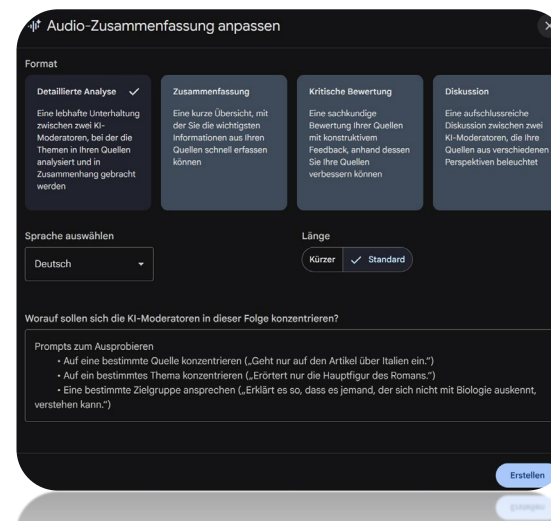 Audio-Zusammenfassung anpassen
Format
Detaillierte Analyse
Eine lebhafte Unterhaltung
zwischen zwei KI-
Moderatoren, bei der die
Themen in Ihren Quellen
analysiert und in
Zusammenhang gebracht
werden
Zusammenfassung
Eine kurze Übersicht, mit
der Sie die wichtigsten
Informationen aus Ihren
Quellen schnell erfassen
können
Kritische Bewertung
Eine sachkundige
Bewertung Ihrer Quellen
mit konstruktivem
Feedback, anhand dessen
Sie Ihre Quellen
verbessern können
Diskussion
Eine aufschlussreiche
Diskussion zwischen zwei
KI-Moderatoren, die Ihre
Quellen aus verschiedenen
Perspektiven beleuchtet
Sprache auswählen
Deutsch
Länge
Kürzer
Standard
Worauf sollen sich die KI-Moderatoren in dieser Folge konzentrieren?
Prompts zum Ausprobieren
• Auf eine bestimmte Quelle konzentrieren („Geht nur auf den Artikel über Italien ein.")
• Auf ein bestimmtes Thema konzentrieren („Erörtert nur die Hauptfigur des Romans.")
• Eine bestimmte Zielgruppe ansprechen („Erklärt es so, dass es jemand, der sich nicht mit Biologie auskennt,
verstehen kann.")
Erstellen